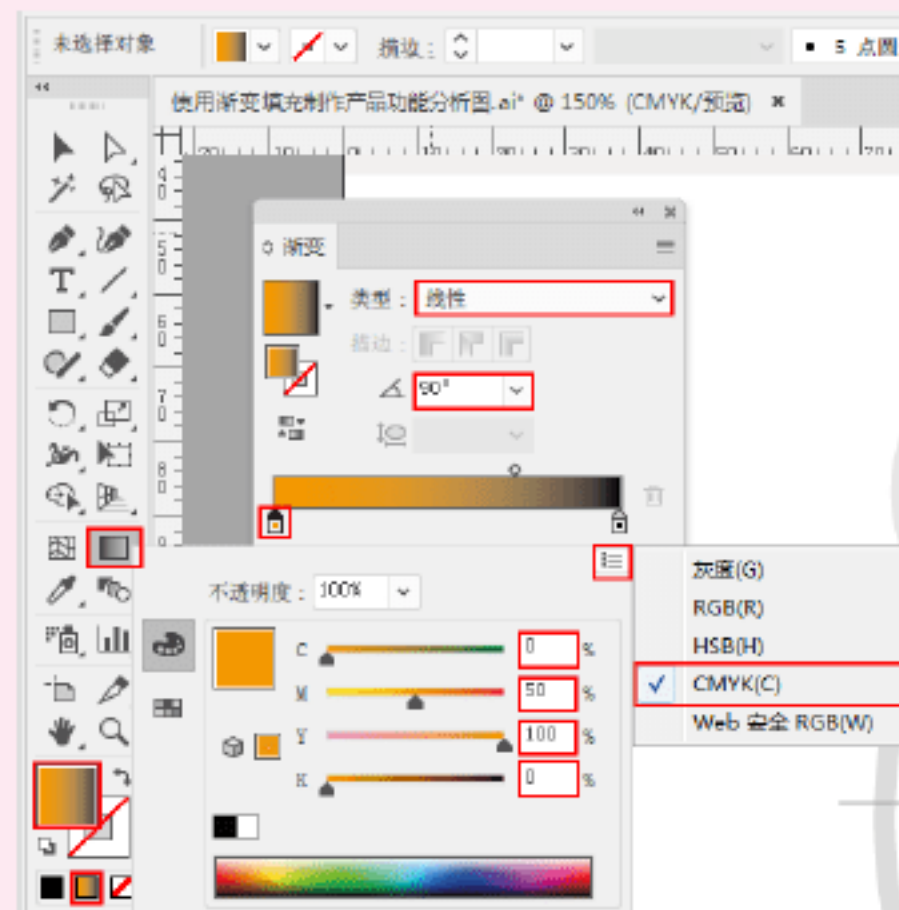 未选择对象
描边：
5 点圆
使用渐变填充制作产品功能分析图.ai* @ 150% (CMYK/预览) ×
渐变
类型： 线性
描边：
90°
不透明度： 100%
C 0 %
M 50 %
Y 100 %
K 0 %
灰度(G)
RGB(R)
HSB(H)
CMYK(C)
Web 安全 RGB(W)